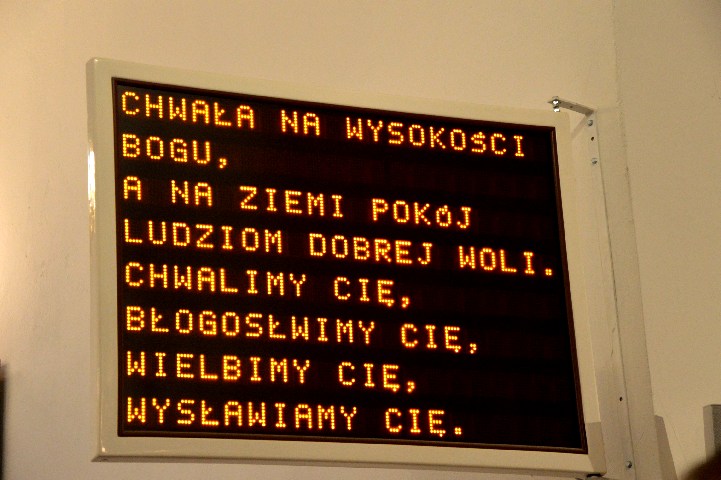 CHWAŁA NA WYSOKOŚCI
BOGU,
A NA ZIEMI POKÓJ
LUDZIOM DOBREJ WOLI.
CHWALIMY CIĘ,
BŁOGOSŁWIMY CIĘ,
WIELBIMY CIĘ,
WYSŁAWIAMY CIĘ.